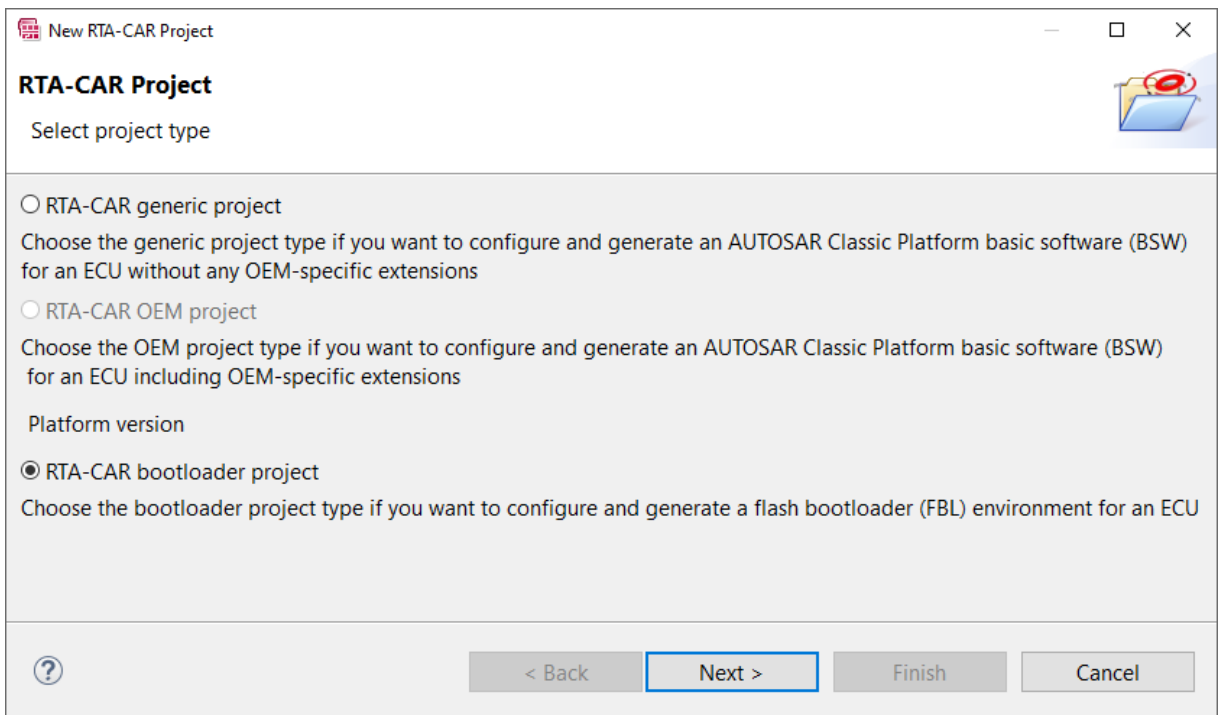 New RTA-CAR Project
RTA-CAR Project
Select project type
RTA-CAR generic project
Choose the generic project type if you want to configure and generate an AUTOSAR Classic Platform basic software (BSW)
for an ECU without any OEM-specific extensions
RTA-CAR OEM project
Choose the OEM project type if you want to configure and generate an AUTOSAR Classic Platform basic software (BSW)
for an ECU including OEM-specific extensions
Platform version
RTA-CAR bootloader project
Choose the bootloader project type if you want to configure and generate a flash bootloader (FBL) environment for an ECU
? < Back Next > Finish Cancel